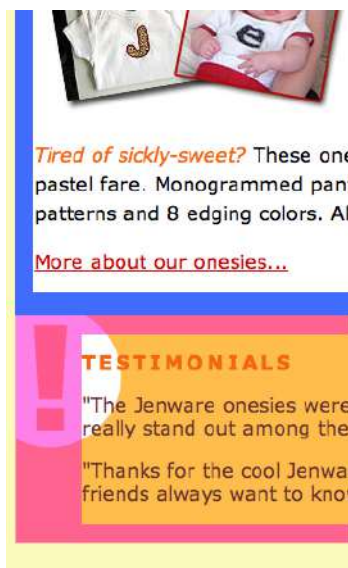 J e
Tired of sickly-sweet? These one
pastel fare. Monogrammed pan
patterns and 8 edging colors. Al
More about our onesies...
!
TESTIMONIALS
"The Jenware onesies were
really stand out among the
"Thanks for the cool Jenwa
friends always want to kno